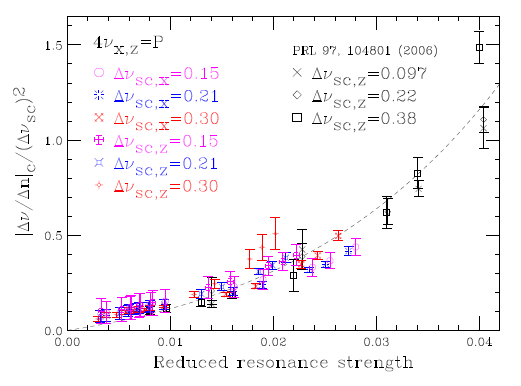 4ν_x,z=P
Δν_sc,x=0.15
Δν_sc,x=0.21
Δν_sc,x=0.30
Δν_sc,z=0.15
Δν_sc,z=0.21
Δν_sc,z=0.30
PRL 97, 104801 (2006)
Δν_sc,z=0.097
Δν_sc,z=0.22
Δν_sc,z=0.38
|Δν/Δn|_c/(Δν_sc)^2
1.5
1.0
0.5
0.0
0.00 0.01 0.02 0.03 0.04
Reduced resonance strength